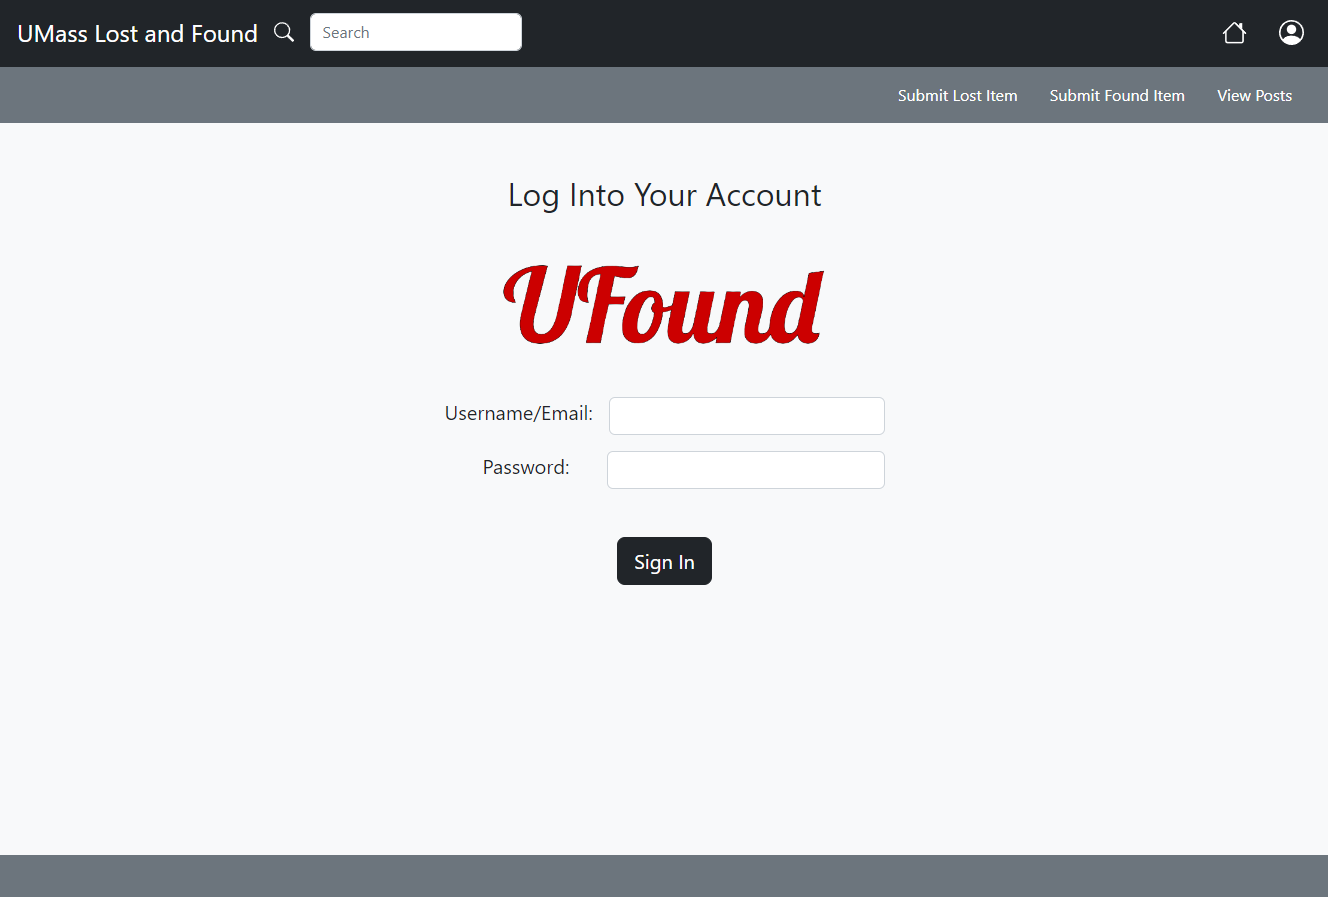 UMass Lost and Found
Search
Submit Lost Item
Submit Found Item
View Posts
Log Into Your Account
UFound
Username/Email:
Password:
Sign In